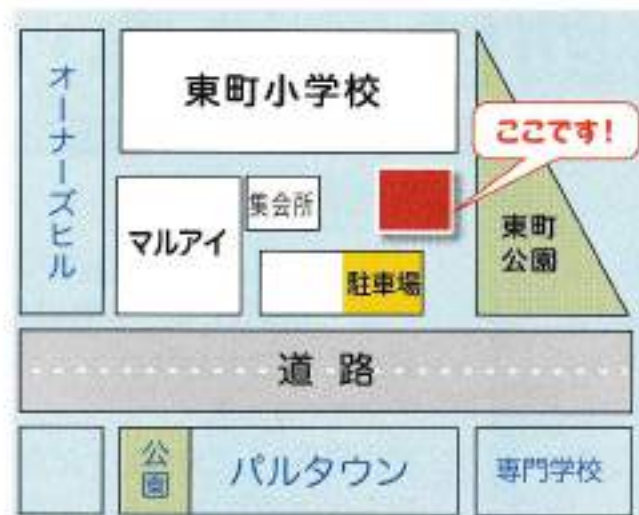 オーナーズヒル
東町小学校
ここです!
マルアイ
集会所
駐車場
東町
公園
道路
公園
パルタウン
専門学校